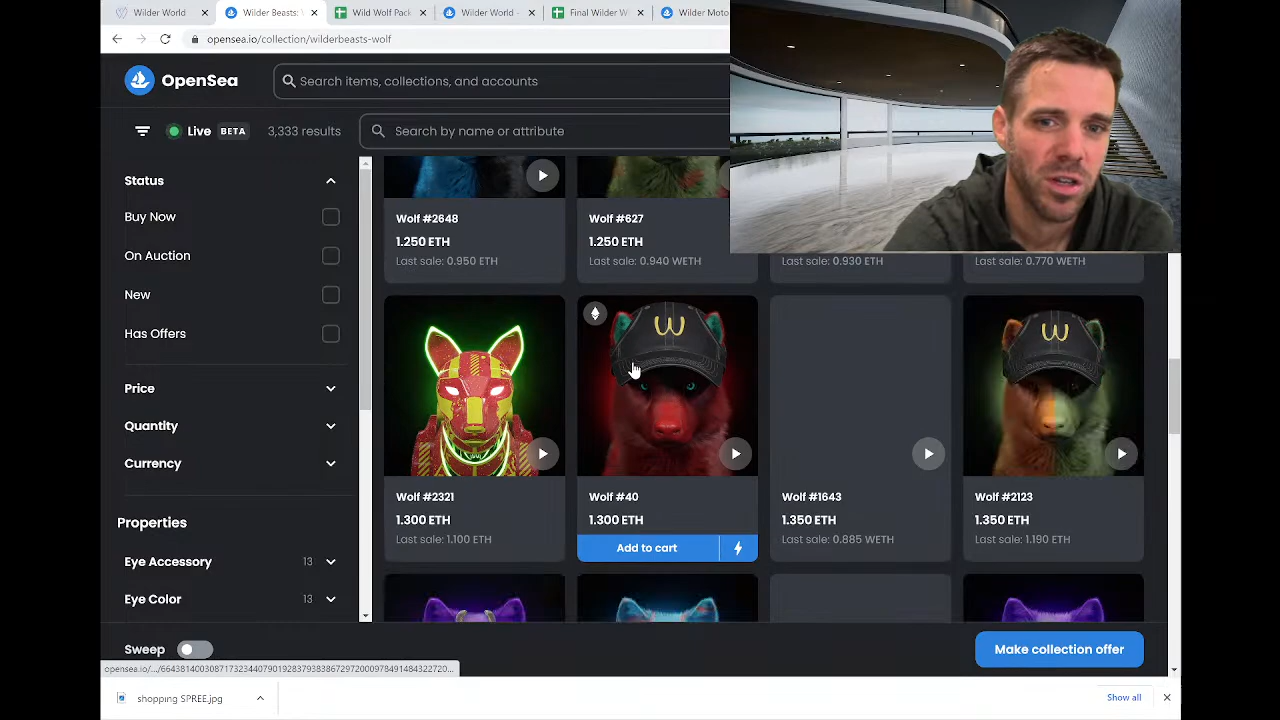 Wilder World
Wilder Beasts: V
Wild Wolf Pack
Wilder World -
Final Wilder W
Wilder Moto
opensea.io/collection/wilderbeasts-wolf
OpenSea
Search items, collections, and accounts
Live BETA 3,333 results
Search by name or attribute
Status
Buy Now
On Auction
New
Has Offers
Price
Quantity
Currency
Properties
Eye Accessory 13
Eye Color 13
Wolf #2648
1.250 ETH
Last sale: 0.950 ETH
Wolf #627
1.250 ETH
Last sale: 0.940 WETH
Last sale: 0.930 ETH
Last sale: 0.770 WETH
Wolf #2321
1.300 ETH
Last sale: 1.100 ETH
W
Wolf #40
1.300 ETH
Add to cart
Wolf #1643
1.350 ETH
Last sale: 0.885 WETH
W
Wolf #2123
1.350 ETH
Last sale: 1.190 ETH
Sweep
Make collection offer
opensea.io/.../66438140030871732344079019283793838672972000978491484322720...
shopping SPREE.jpg
Show all